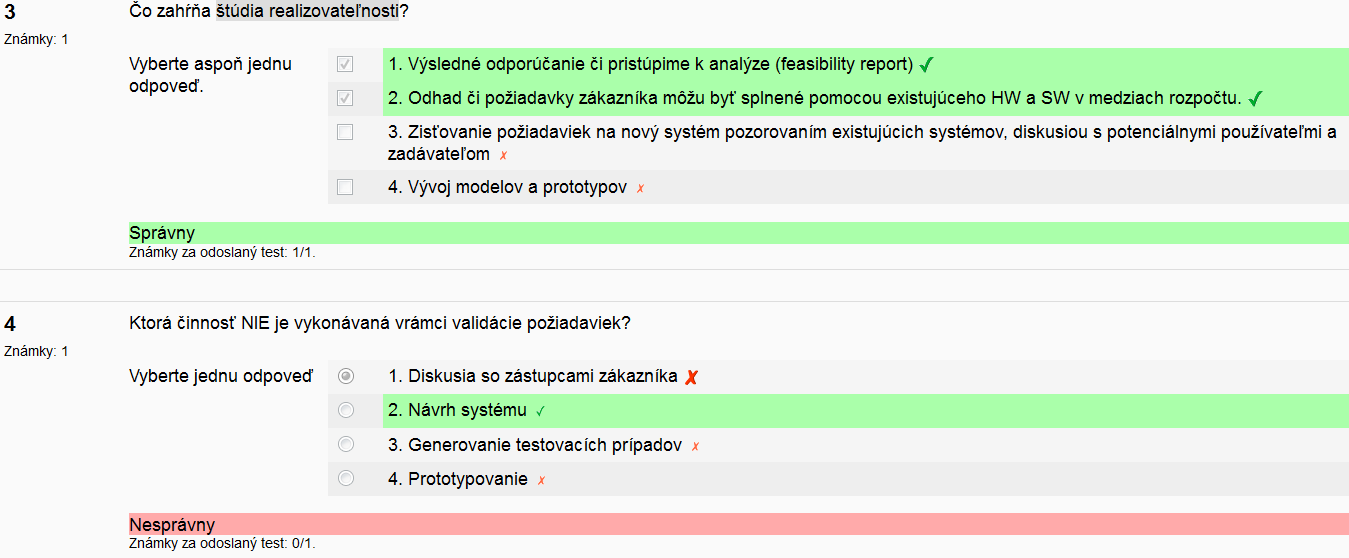 3
Čo zahŕňa štúdia realizovateľnosti?
Známky: 1
Vyberte aspoň jednu
odpoveď.
1. Výsledné odporúčanie či pristúpime k analýze (feasibility report)
2. Odhad či požiadavky zákazníka môžu byť splnené pomocou existujúceho HW a SW v medziach rozpočtu.
3. Zisťovanie požiadaviek na nový systém pozorovaním existujúcich systémov, diskusiou s potenciálnymi používateľmi a
zadávateľom
4. Vývoj modelov a prototypov
Správny
Známky za odoslaný test: 1/1.
4
Ktorá činnosť NIE je vykonávaná vrámci validácie požiadaviek?
Známky: 1
Vyberte jednu odpoveď
1. Diskusia so zástupcami zákazníka
2. Návrh systému
3. Generovanie testovacích prípadov
4. Prototypovanie
Nesprávny
Známky za odoslaný test: 0/1.